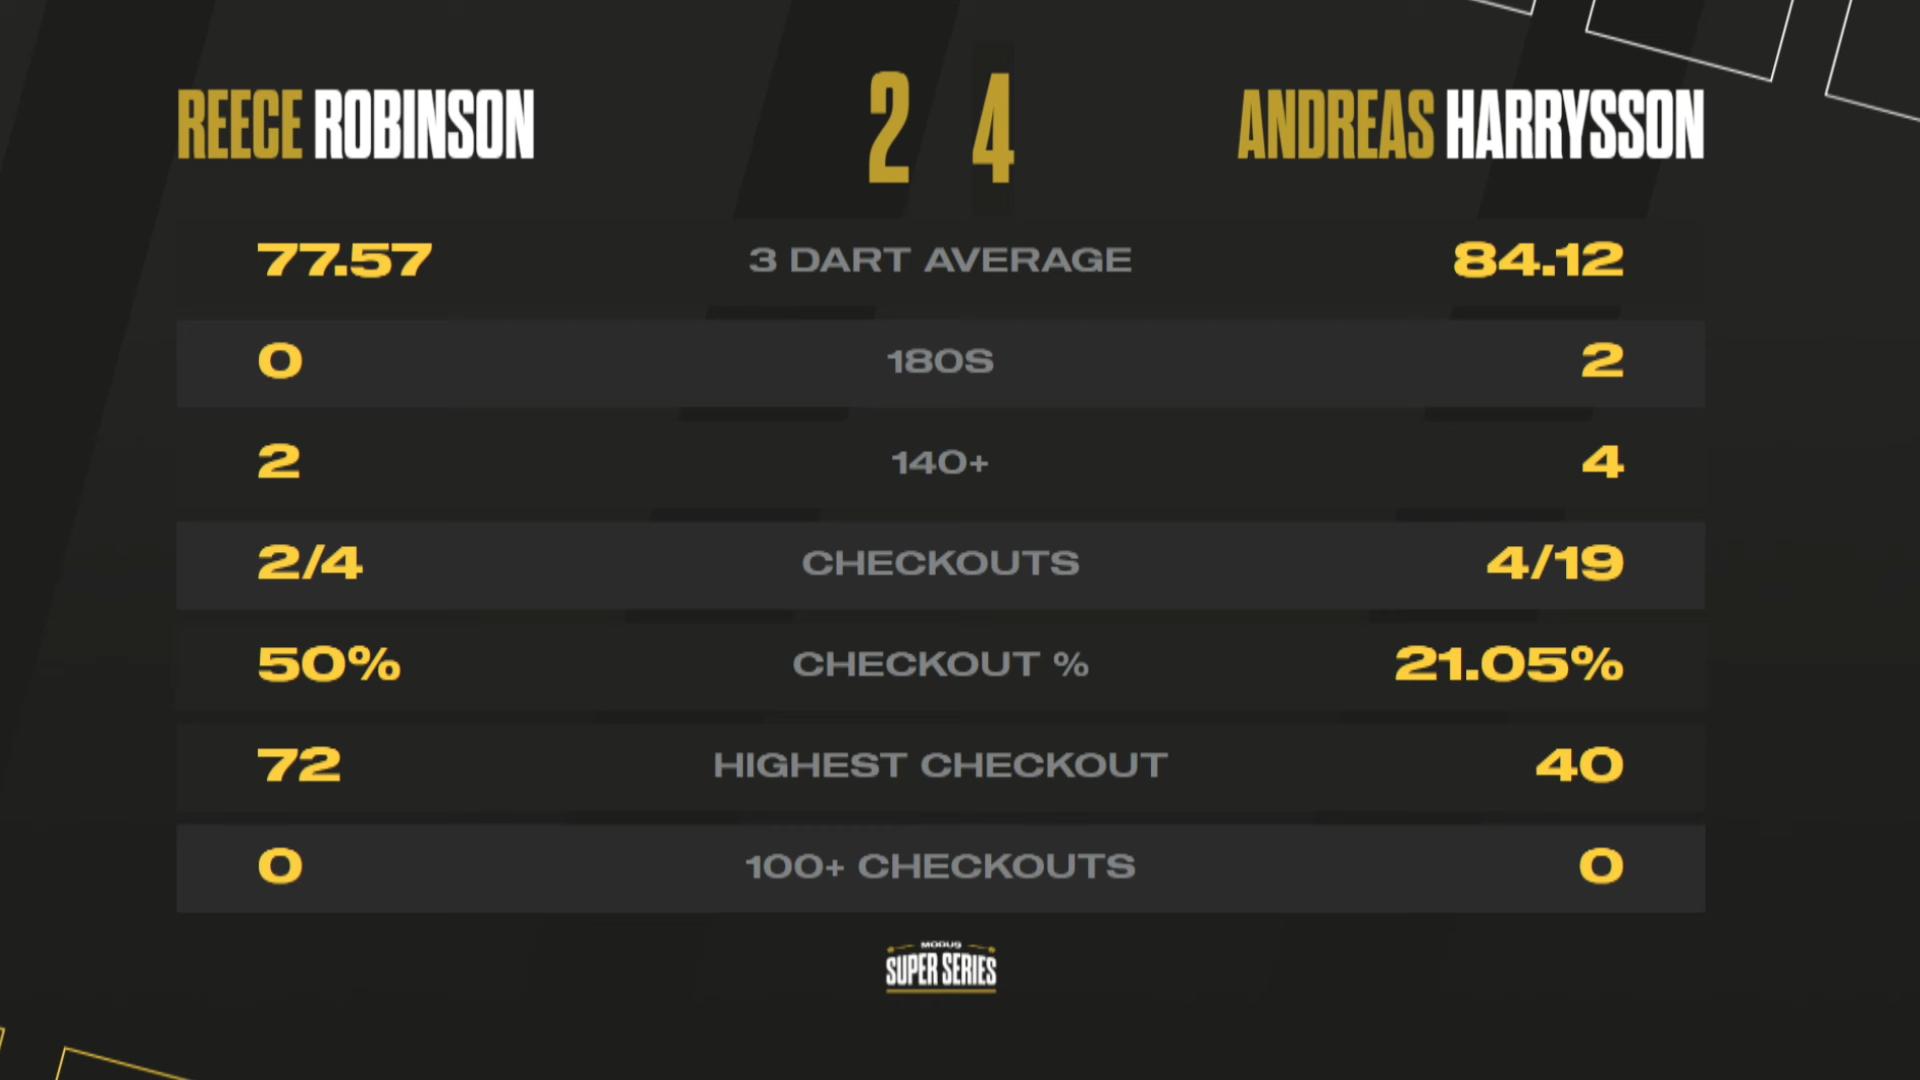 REECE ROBINSON 2 4 ANDREAS HARRYSSON
77.57 3 DART AVERAGE 84.12
0 180S 2
2 140+ 4
2/4 CHECKOUTS 4/19
50% CHECKOUT % 21.05%
72 HIGHEST CHECKOUT 40
0 100+ CHECKOUTS 0
MODUS
SUPER SERIES